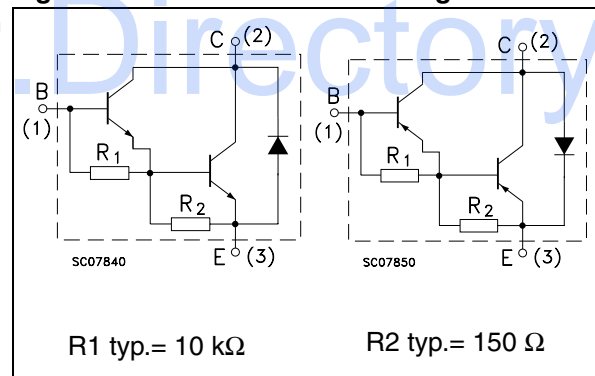 .Directory
C (2)
B
(1)
R1
R2
E (3)
SC07840
C (2)
B
(1)
R1
R2
E (3)
SC07850
R1 typ.= 10 kΩ
R2 typ.= 150 Ω